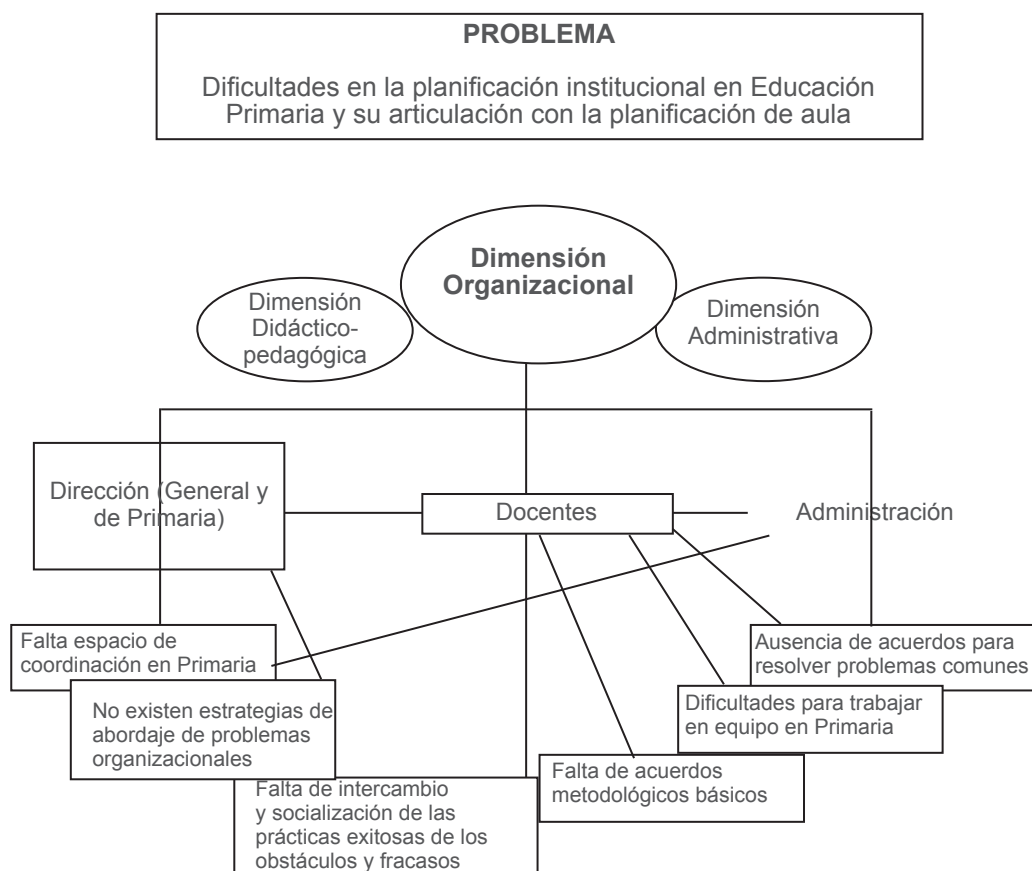 PROBLEMA
Dificultades en la planificación institucional en Educación
Primaria y su articulación con la planificación de aula
Dimensión
Organizacional
Dimensión
Didáctico-
pedagógica
Dimensión
Administrativa
Dirección (General y
de Primaria)
Docentes
Administración
Falta espacio de
coordinación en Primaria
No existen estrategias de
abordaje de problemas
organizacionales
Falta de intercambio
y socialización de las
prácticas exitosas de los
obstáculos y fracasos
Falta de acuerdos
metodológicos básicos
Dificultades para trabajar
en equipo en Primaria
Ausencia de acuerdos para
resolver problemas comunes